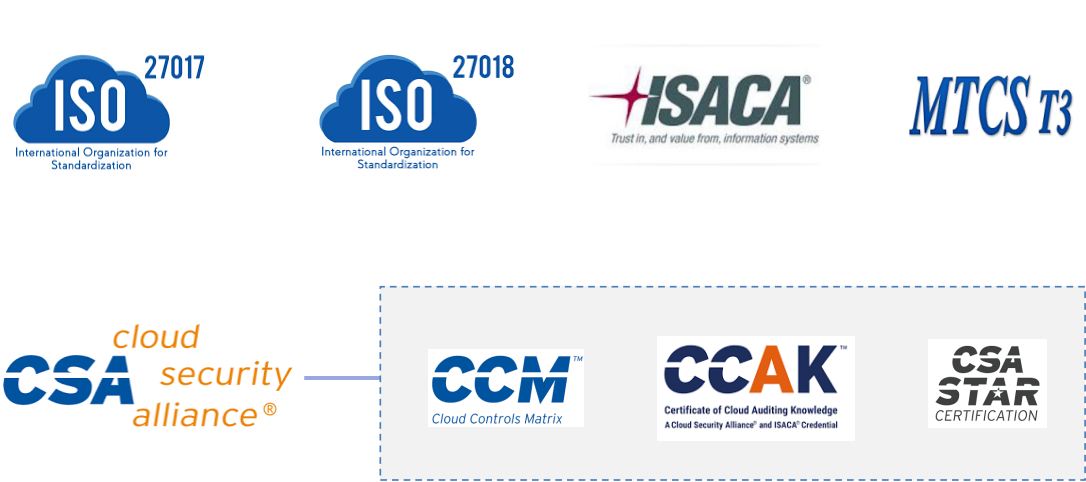 27017
ISO
International Organization for
Standardization
27018
ISO
International Organization for
Standardization
ISACA®
Trust in, and value from, information systems
MTCS T3
cloud
CSA security
alliance®
CCM™
Cloud Controls Matrix
CCAK™
Certificate of Cloud Auditing Knowledge
A Cloud Security Alliance® and ISACA® Credential
CSA
STAR
CERTIFICATION